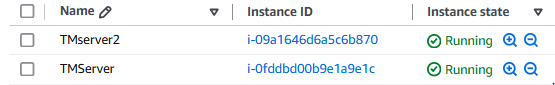 Name Instance ID Instance state
TMserver2 i-09a1646d6a5c6b870 Running
TMServer i-0fddbd00b9e1a9e1c Running